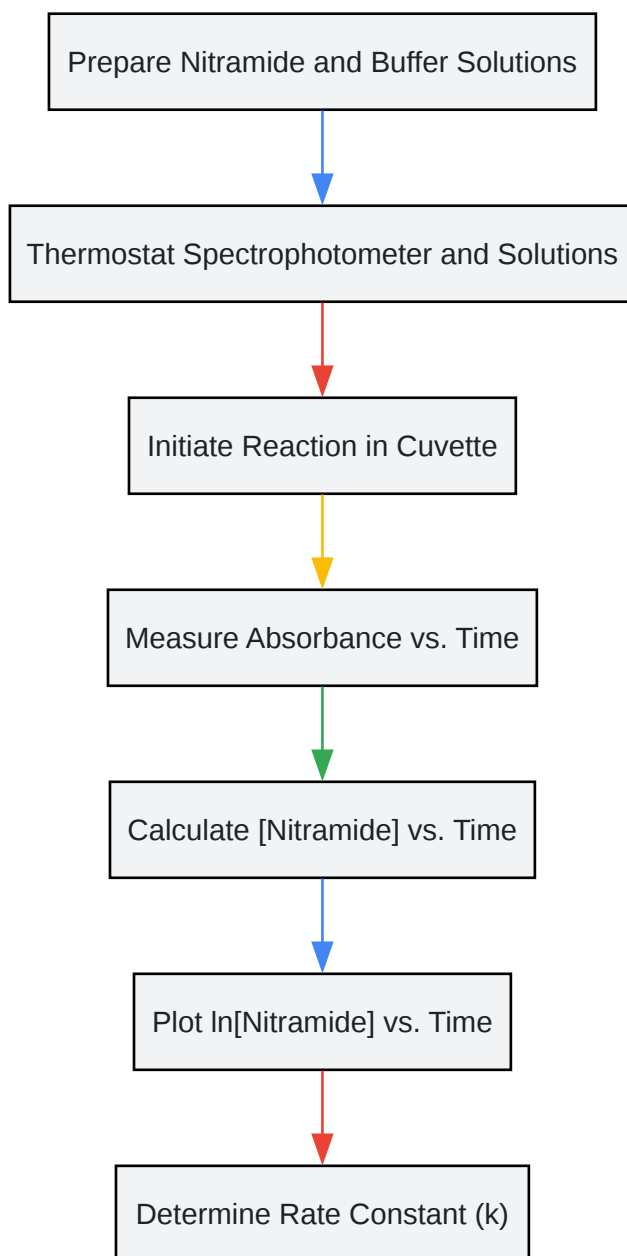 Prepare Nitramide and Buffer Solutions
Thermostat Spectrophotometer and Solutions
Initiate Reaction in Cuvette
Measure Absorbance vs. Time
Calculate [Nitramide] vs. Time
Plot ln[Nitramide] vs. Time
Determine Rate Constant (k)